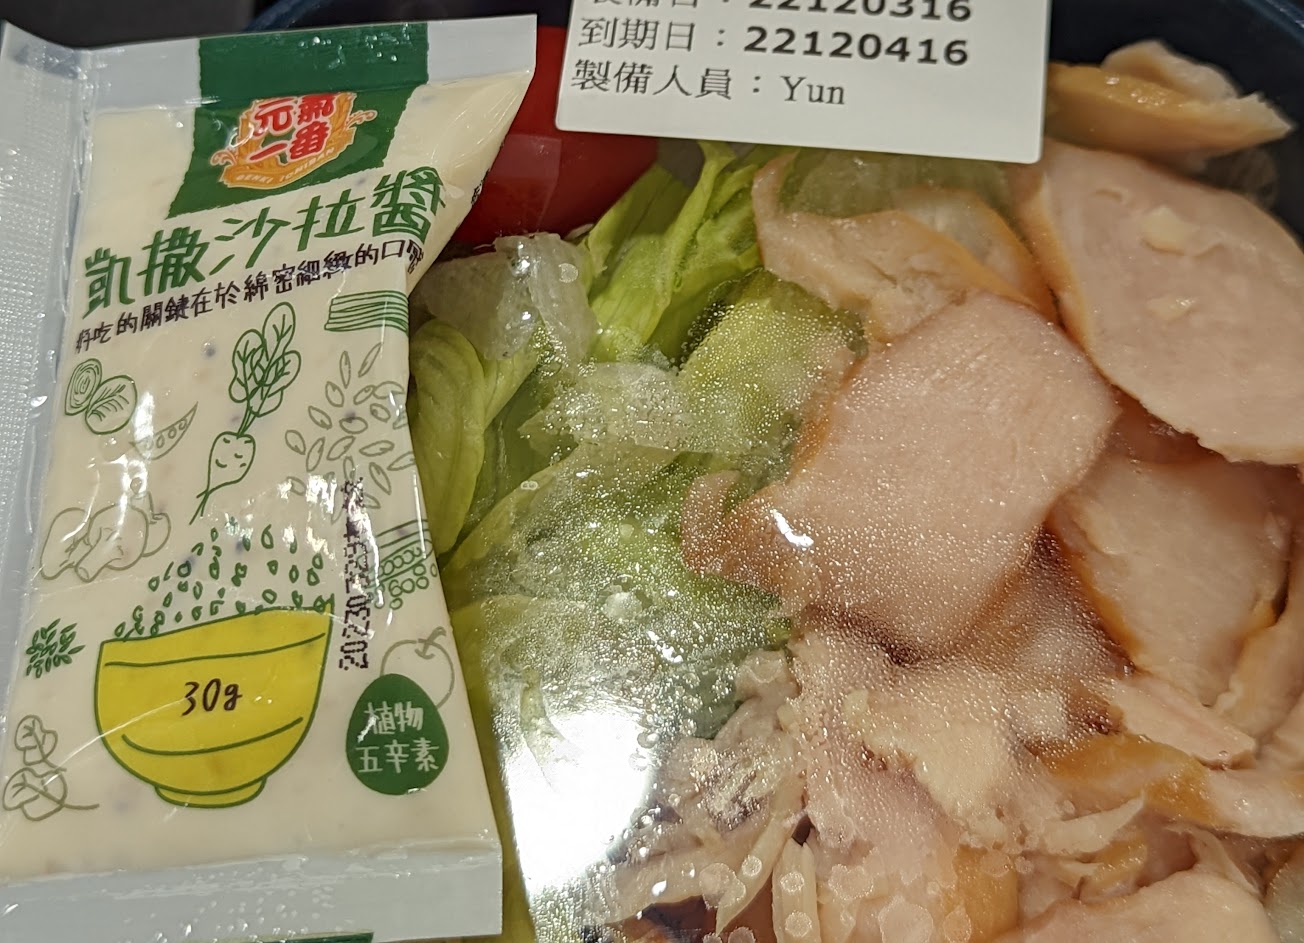 製備日：22120316
到期日：22120416
製備人員：Yun
元氣
一番
GENKI ICHIBAN
凱撒沙拉醬
好吃的關鍵在於綿密細緻的口
30g
植物
五辛素